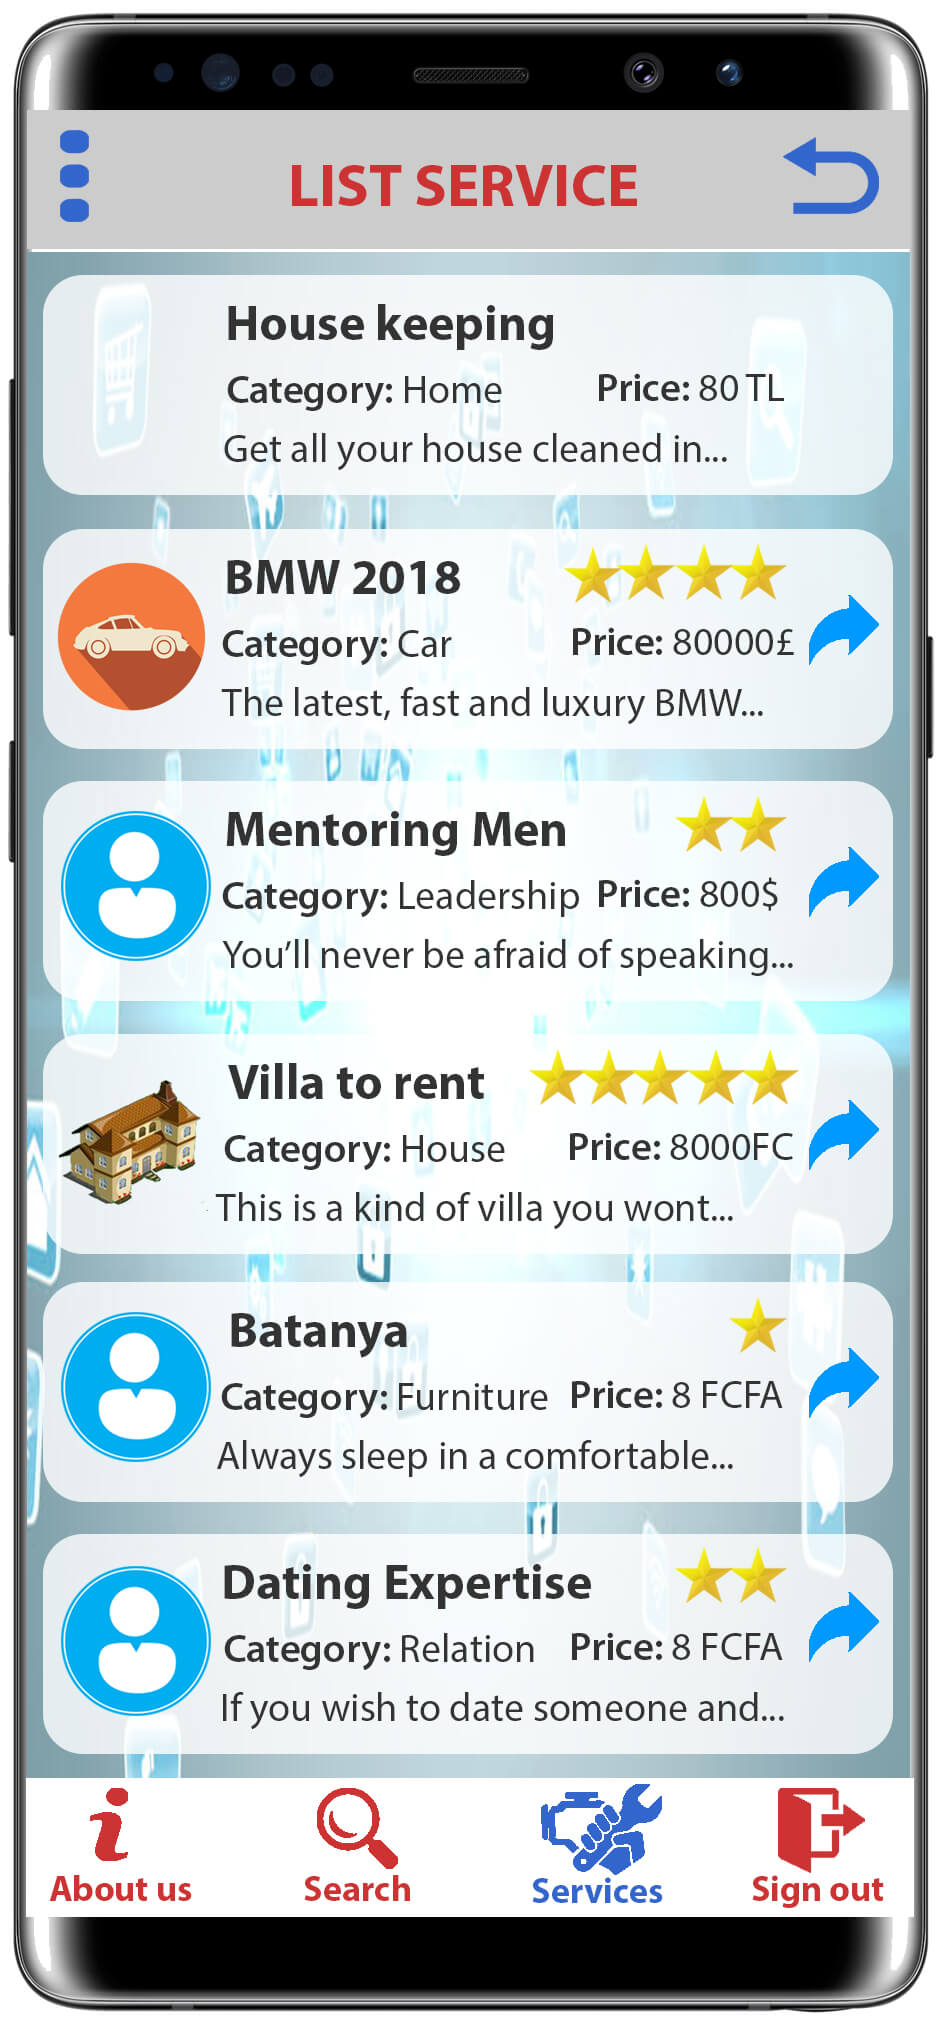 LIST SERVICE
House keeping
Category: Home Price: 80 TL
Get all your house cleaned in...
BMW 2018
Category: Car Price: 80000£
The latest, fast and luxury BMW...
Mentoring Men
Category: Leadership Price: 800$
You’ll never be afraid of speaking...
Villa to rent
Category: House Price: 8000FC
This is a kind of villa you wont...
Batanya
Category: Furniture Price: 8 FCFA
Always sleep in a comfortable...
Dating Expertise
Category: Relation Price: 8 FCFA
If you wish to date someone and...
About us Search Services Sign out